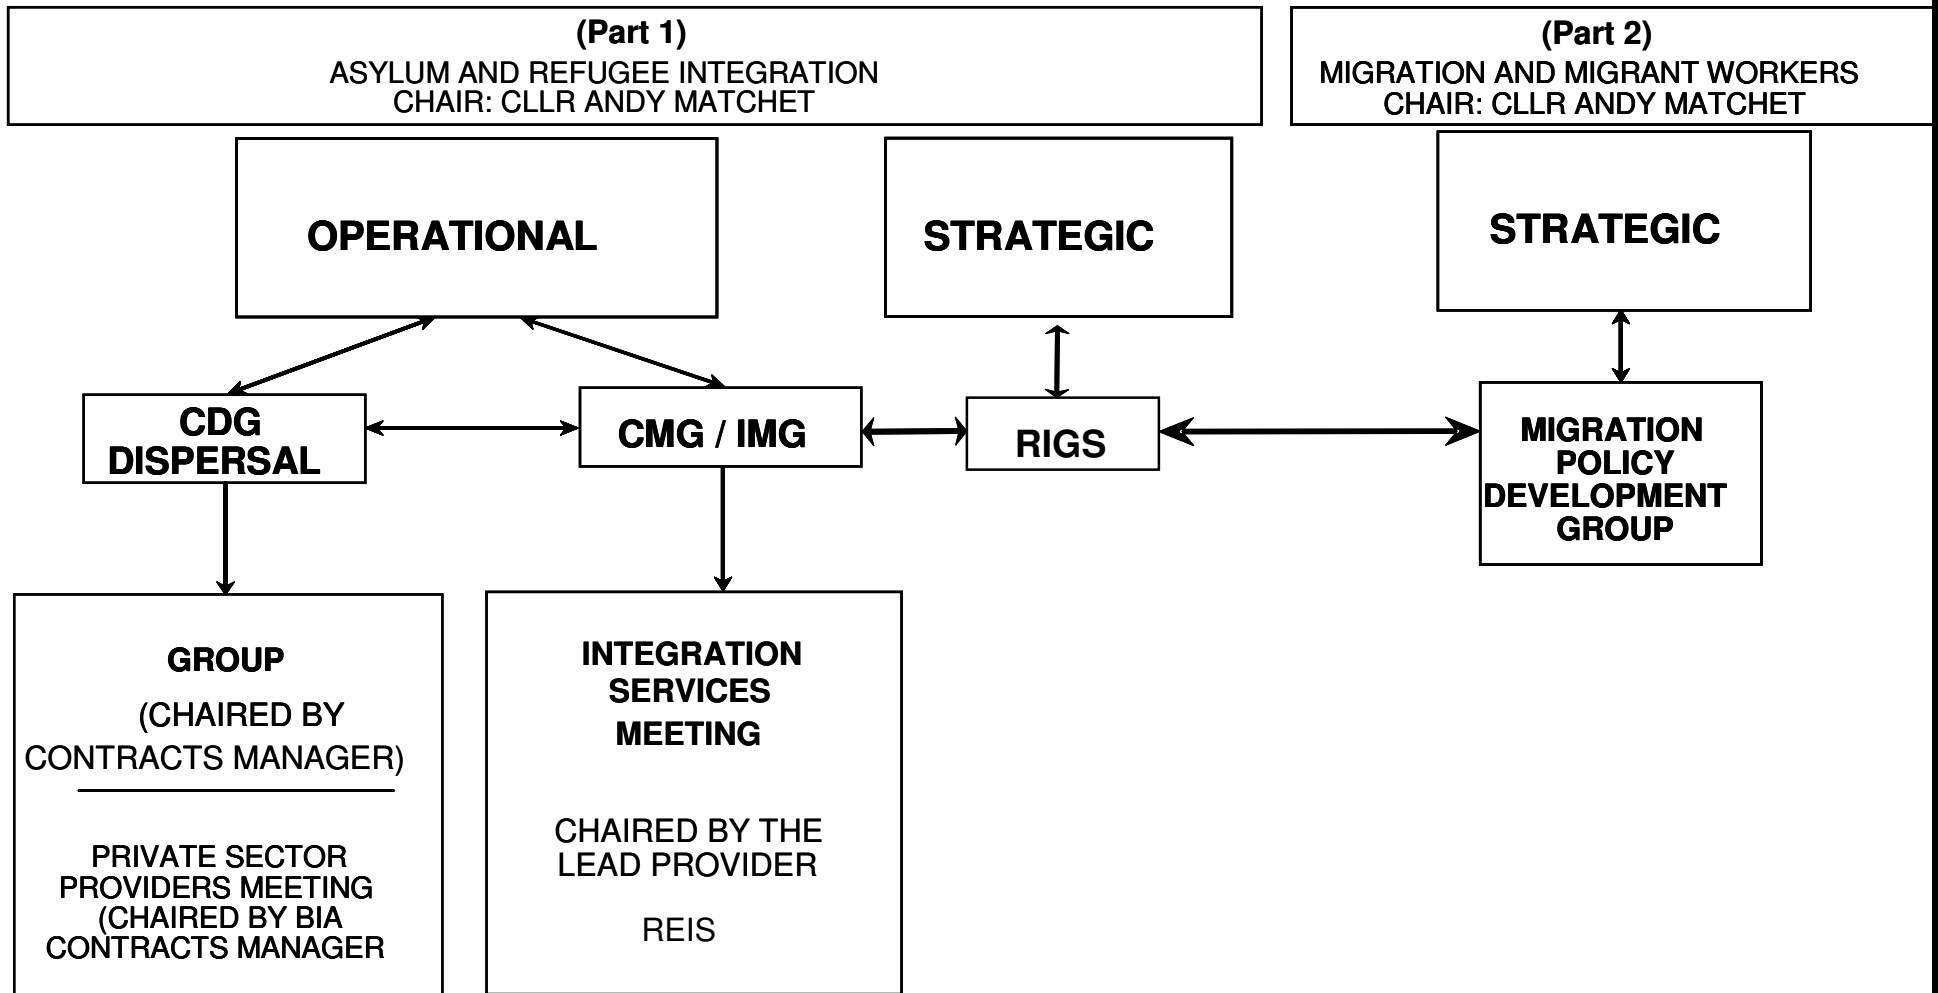 (Part 1)
ASYLUM AND REFUGEE INTEGRATION
CHAIR: CLLR ANDY MATCHET
(Part 2)
MIGRATION AND MIGRANT WORKERS
CHAIR: CLLR ANDY MATCHET
OPERATIONAL
STRATEGIC
STRATEGIC
CDG
DISPERSAL
CMG / IMG
RIGS
MIGRATION
POLICY
DEVELOPMENT
GROUP
GROUP
(CHAIRED BY
CONTRACTS MANAGER)
PRIVATE SECTOR
PROVIDERS MEETING
(CHAIRED BY BIA
CONTRACTS MANAGER
INTEGRATION
SERVICES
MEETING
CHAIRED BY THE
LEAD PROVIDER
REIS